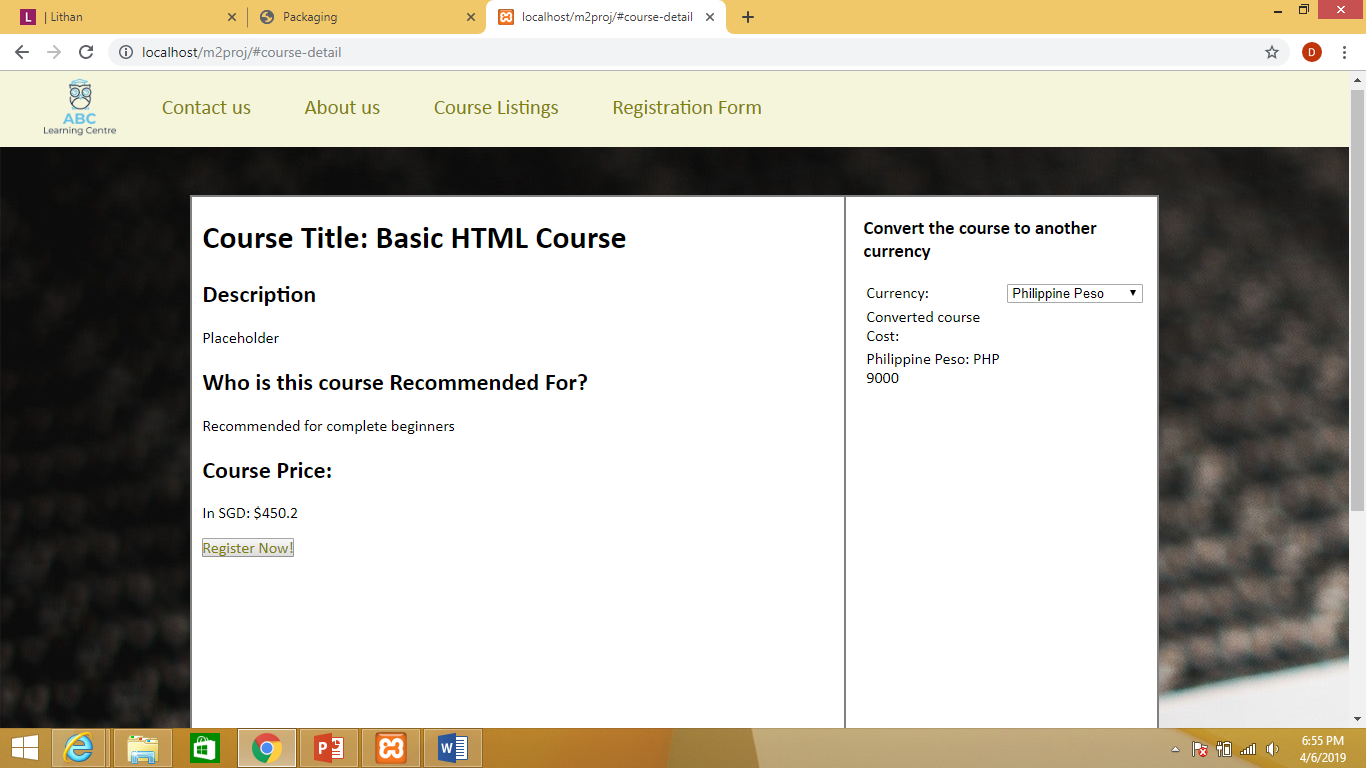 | Lithan
Packaging
localhost/m2proj/#course-detail
localhost/m2proj/#course-detail
D
ABC
Learning Centre
Contact us
About us
Course Listings
Registration Form
Course Title: Basic HTML Course
Description
Placeholder
Who is this course Recommended For?
Recommended for complete beginners
Course Price:
In SGD: $450.2
Register Now!
Convert the course to another
currency
Currency:
Philippine Peso
Converted course
Cost:
Philippine Peso: PHP
9000
6:55 PM
4/6/2019